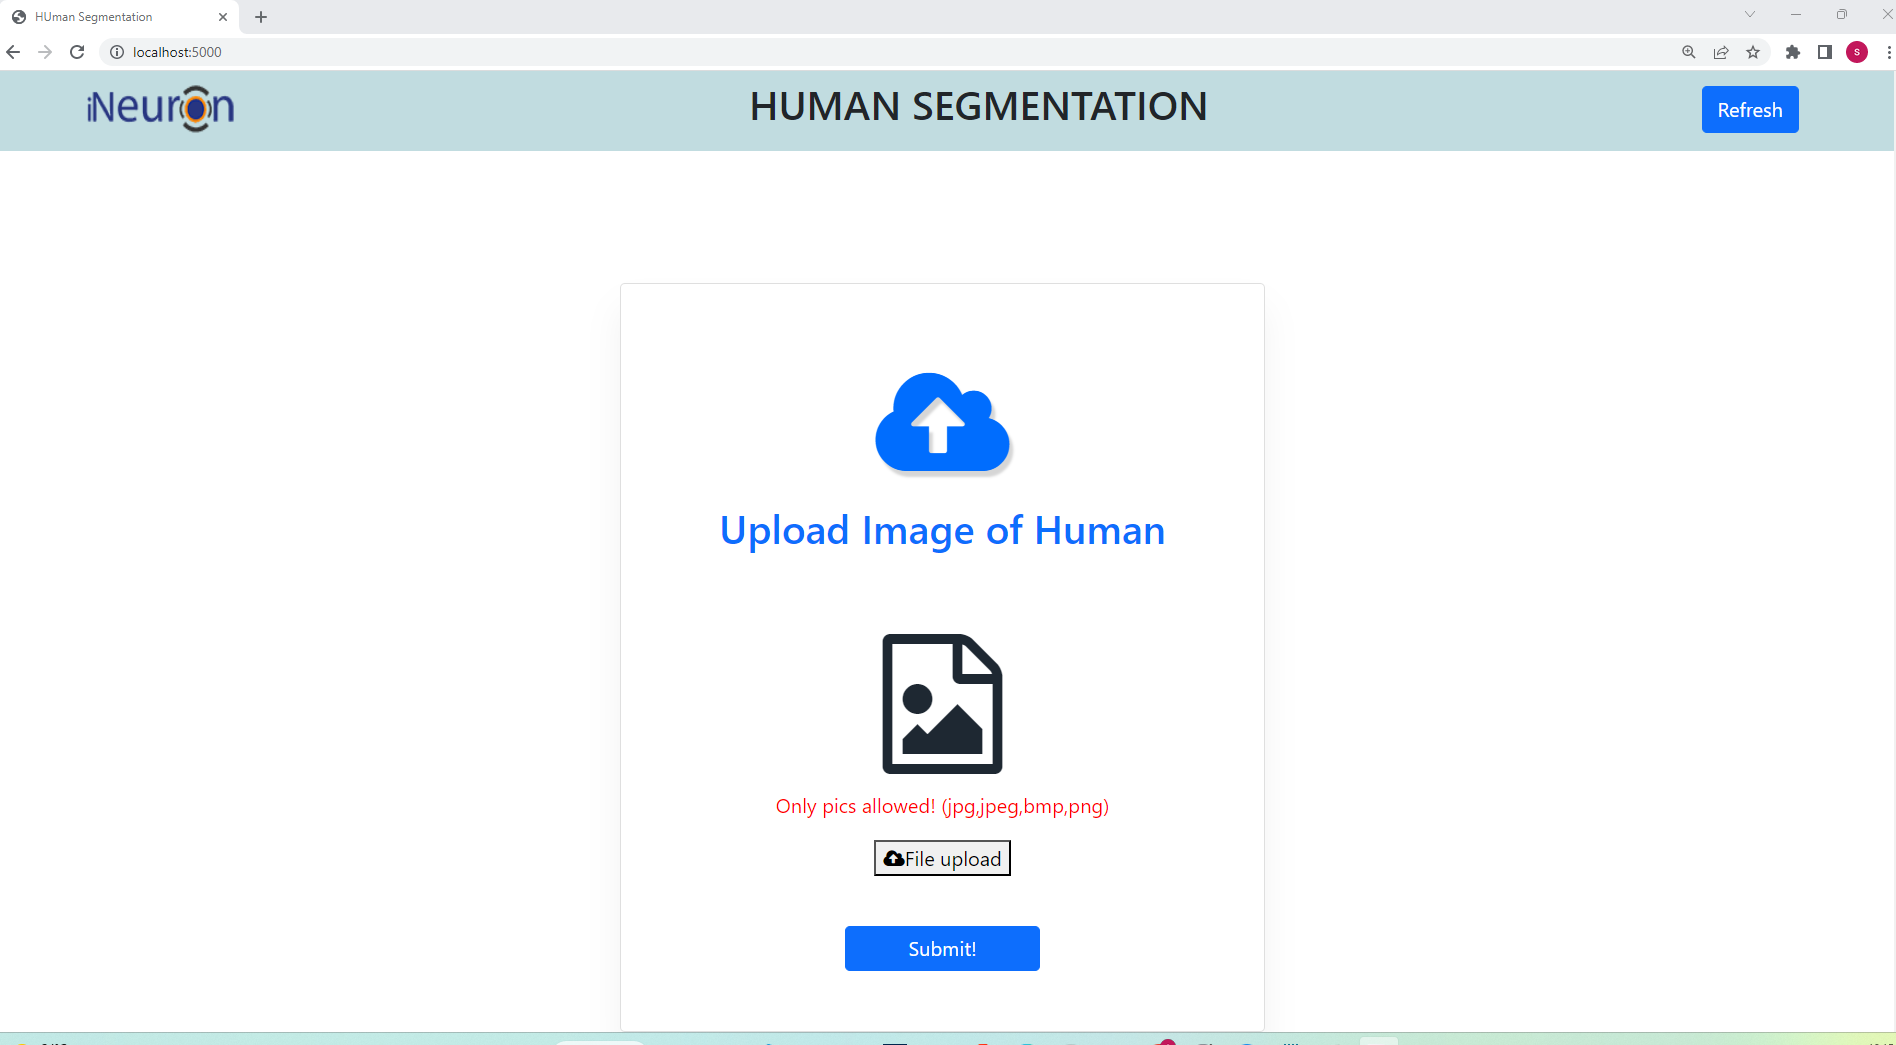 HUman Segmentation
localhost:5000
s
iNeuron
HUMAN SEGMENTATION
Refresh
Upload Image of Human
Only pics allowed! (jpg,jpeg,bmp,png)
File upload
Submit!